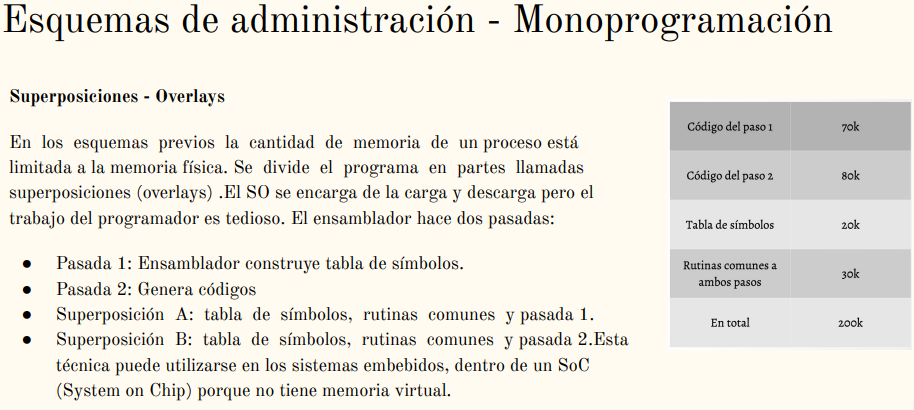 Esquemas de administración - Monoprogramación
Superposiciones - Overlays
En los esquemas previos la cantidad de memoria de un proceso está
limitada a la memoria física. Se divide el programa en partes llamadas
superposiciones (overlays) .El SO se encarga de la carga y descarga pero el
trabajo del programador es tedioso. El ensamblador hace dos pasadas:
● Pasada 1: Ensamblador construye tabla de símbolos.
● Pasada 2: Genera códigos
● Superposición A: tabla de símbolos, rutinas comunes y pasada 1.
● Superposición B: tabla de símbolos, rutinas comunes y pasada 2.Esta
técnica puede utilizarse en los sistemas embebidos, dentro de un SoC
(System on Chip) porque no tiene memoria virtual.
Código del paso 1 70k
Código del paso 2 80k
Tabla de símbolos 20k
Rutinas comunes a
ambos pasos 30k
En total 200k